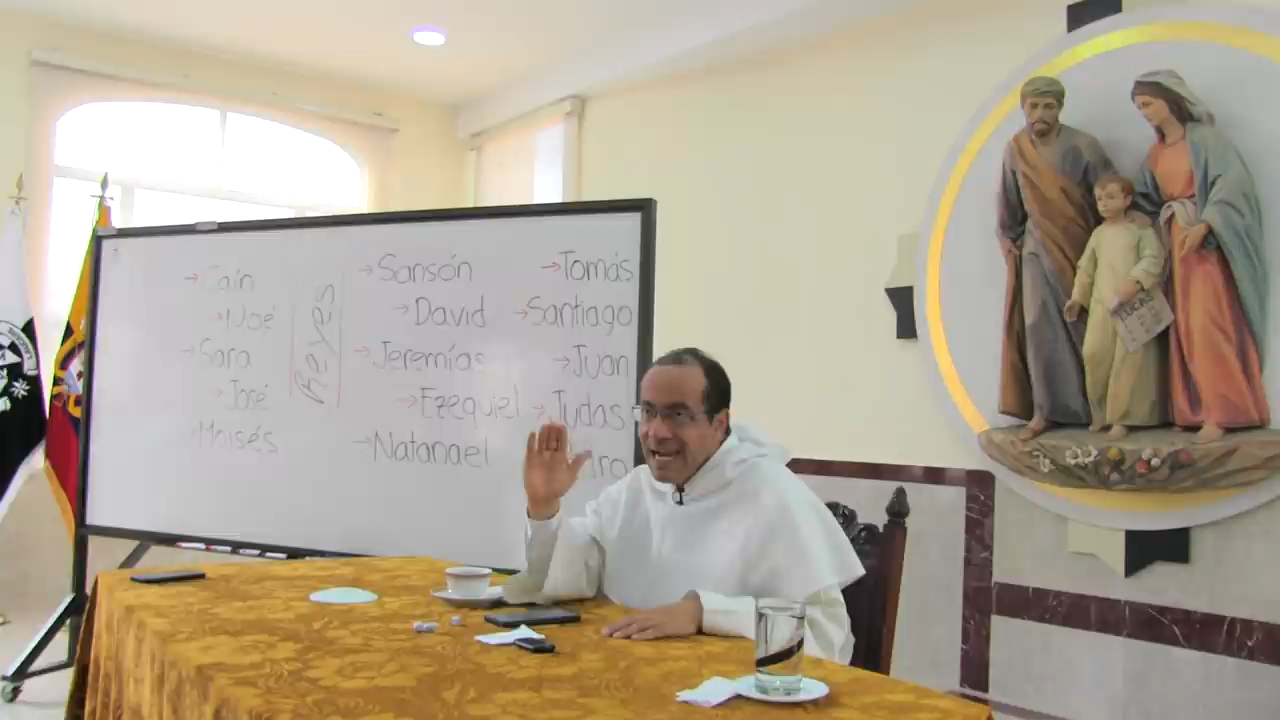 →Caín
→Noé
→Sara
→José
Moisés
Reyes
→Sansón
→David
→Jeremías
→Ezequiel
→Natanael
→Tomás
→Santiago
→Juan
→Judas
LUCAS